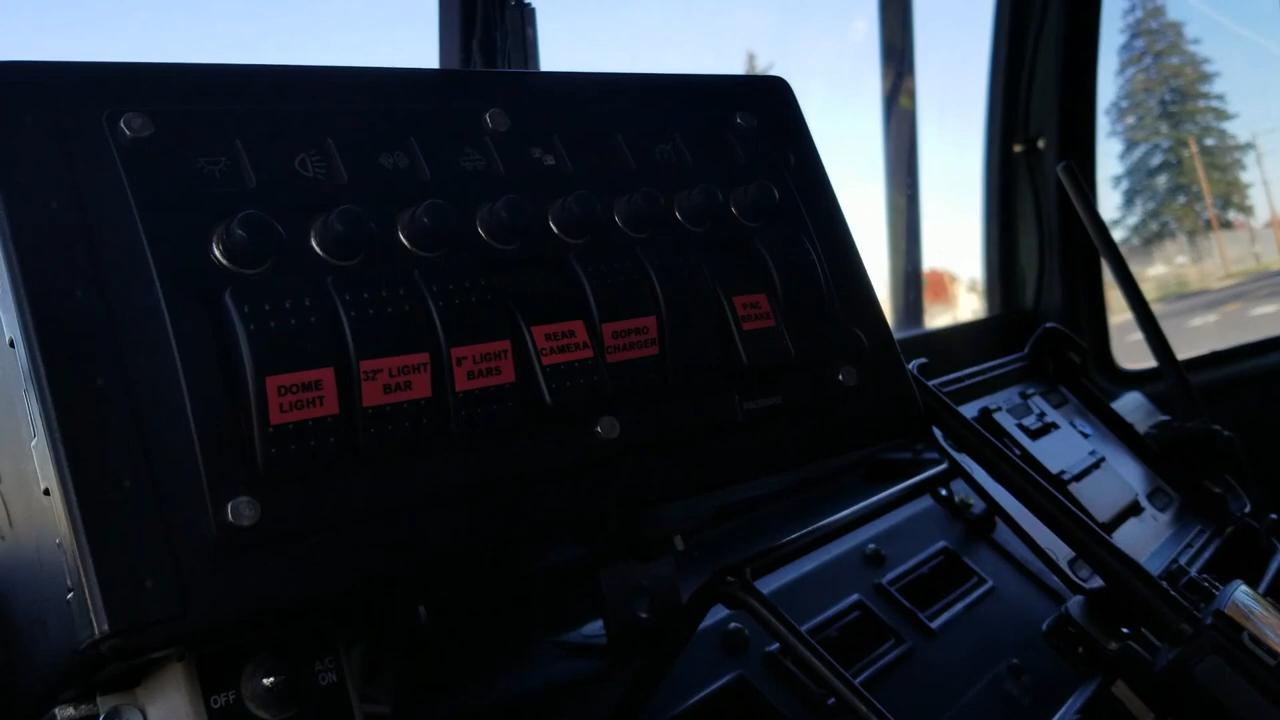 DOME
LIGHT
32" LIGHT
BAR
8" LIGHT
BARS
REAR
CAMERA
GOPRO
CHARGER
PAC
BRAKE
OFF
A/C
ON